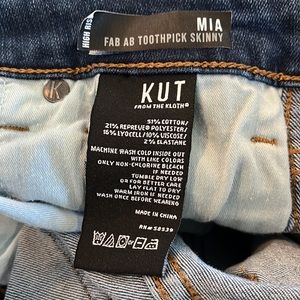 HIGH RIS
MIA
FAB AB TOOTHPICK SKINNY
K
KUT
FROM THE KLOTH®
51% COTTON/
21% REPREVE® POLYESTER/
16% LYOCELL/10% VISCOSE/
2% ELASTANE
MACHINE WASH COLD INSIDE OUT
WITH LIKE COLORS
ONLY NON-CHLORINE BLEACH
IF NEEDED
TUMBLE DRY LOW
OR FOR BETTER CARE
LAY FLAT TO DRY
WARM IRON IF NEEDED
WASH ONCE BEFORE WEARING
MADE IN CHINA
RN# 58539